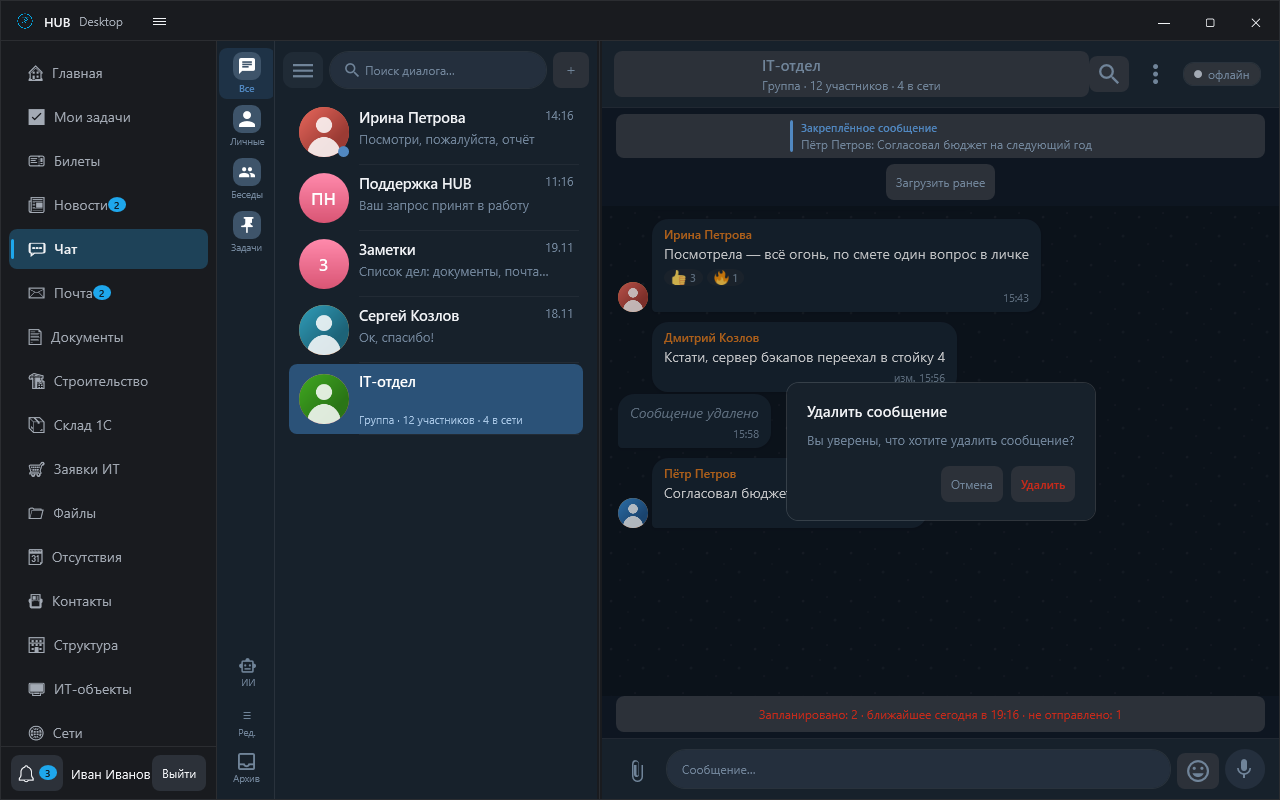 HUB Desktop
Главная
Мои задачи
Билеты
Новости 2
Чат
Почта 2
Документы
Строительство
Склад 1С
Заявки ИТ
Файлы
31 Отсутствия
Контакты
Структура
ИТ-объекты
Сети
3 Иван Иванов Выйти
Все
Личные
Беседы
Задачи
ИИ
Ред.
Архив
Поиск диалога...
+
Ирина Петрова 14:16
Посмотри, пожалуйста, отчёт
ПН
Поддержка HUB 11:16
Ваш запрос принят в работу
З
Заметки 19.11
Список дел: документы, почта...
Сергей Козлов 18.11
Ок, спасибо!
IT-отдел
Группа · 12 участников · 4 в сети
IT-отдел
Группа · 12 участников · 4 в сети
офлайн
Закреплённое сообщение
Пётр Петров: Согласовал бюджет на следующий год
Загрузить ранее
Ирина Петрова
Посмотрела — всё огонь, по смете один вопрос в личке
3 1
15:43
Дмитрий Козлов
Кстати, сервер бэкапов переехал в стойку 4
изм. 15:56
Сообщение удалено
15:58
Пётр Петров
Согласовал бюдже
Удалить сообщение
Вы уверены, что хотите удалить сообщение?
Отмена Удалить
Запланировано: 2 · ближайшее сегодня в 19:16 · не отправлено: 1
Сообщение...